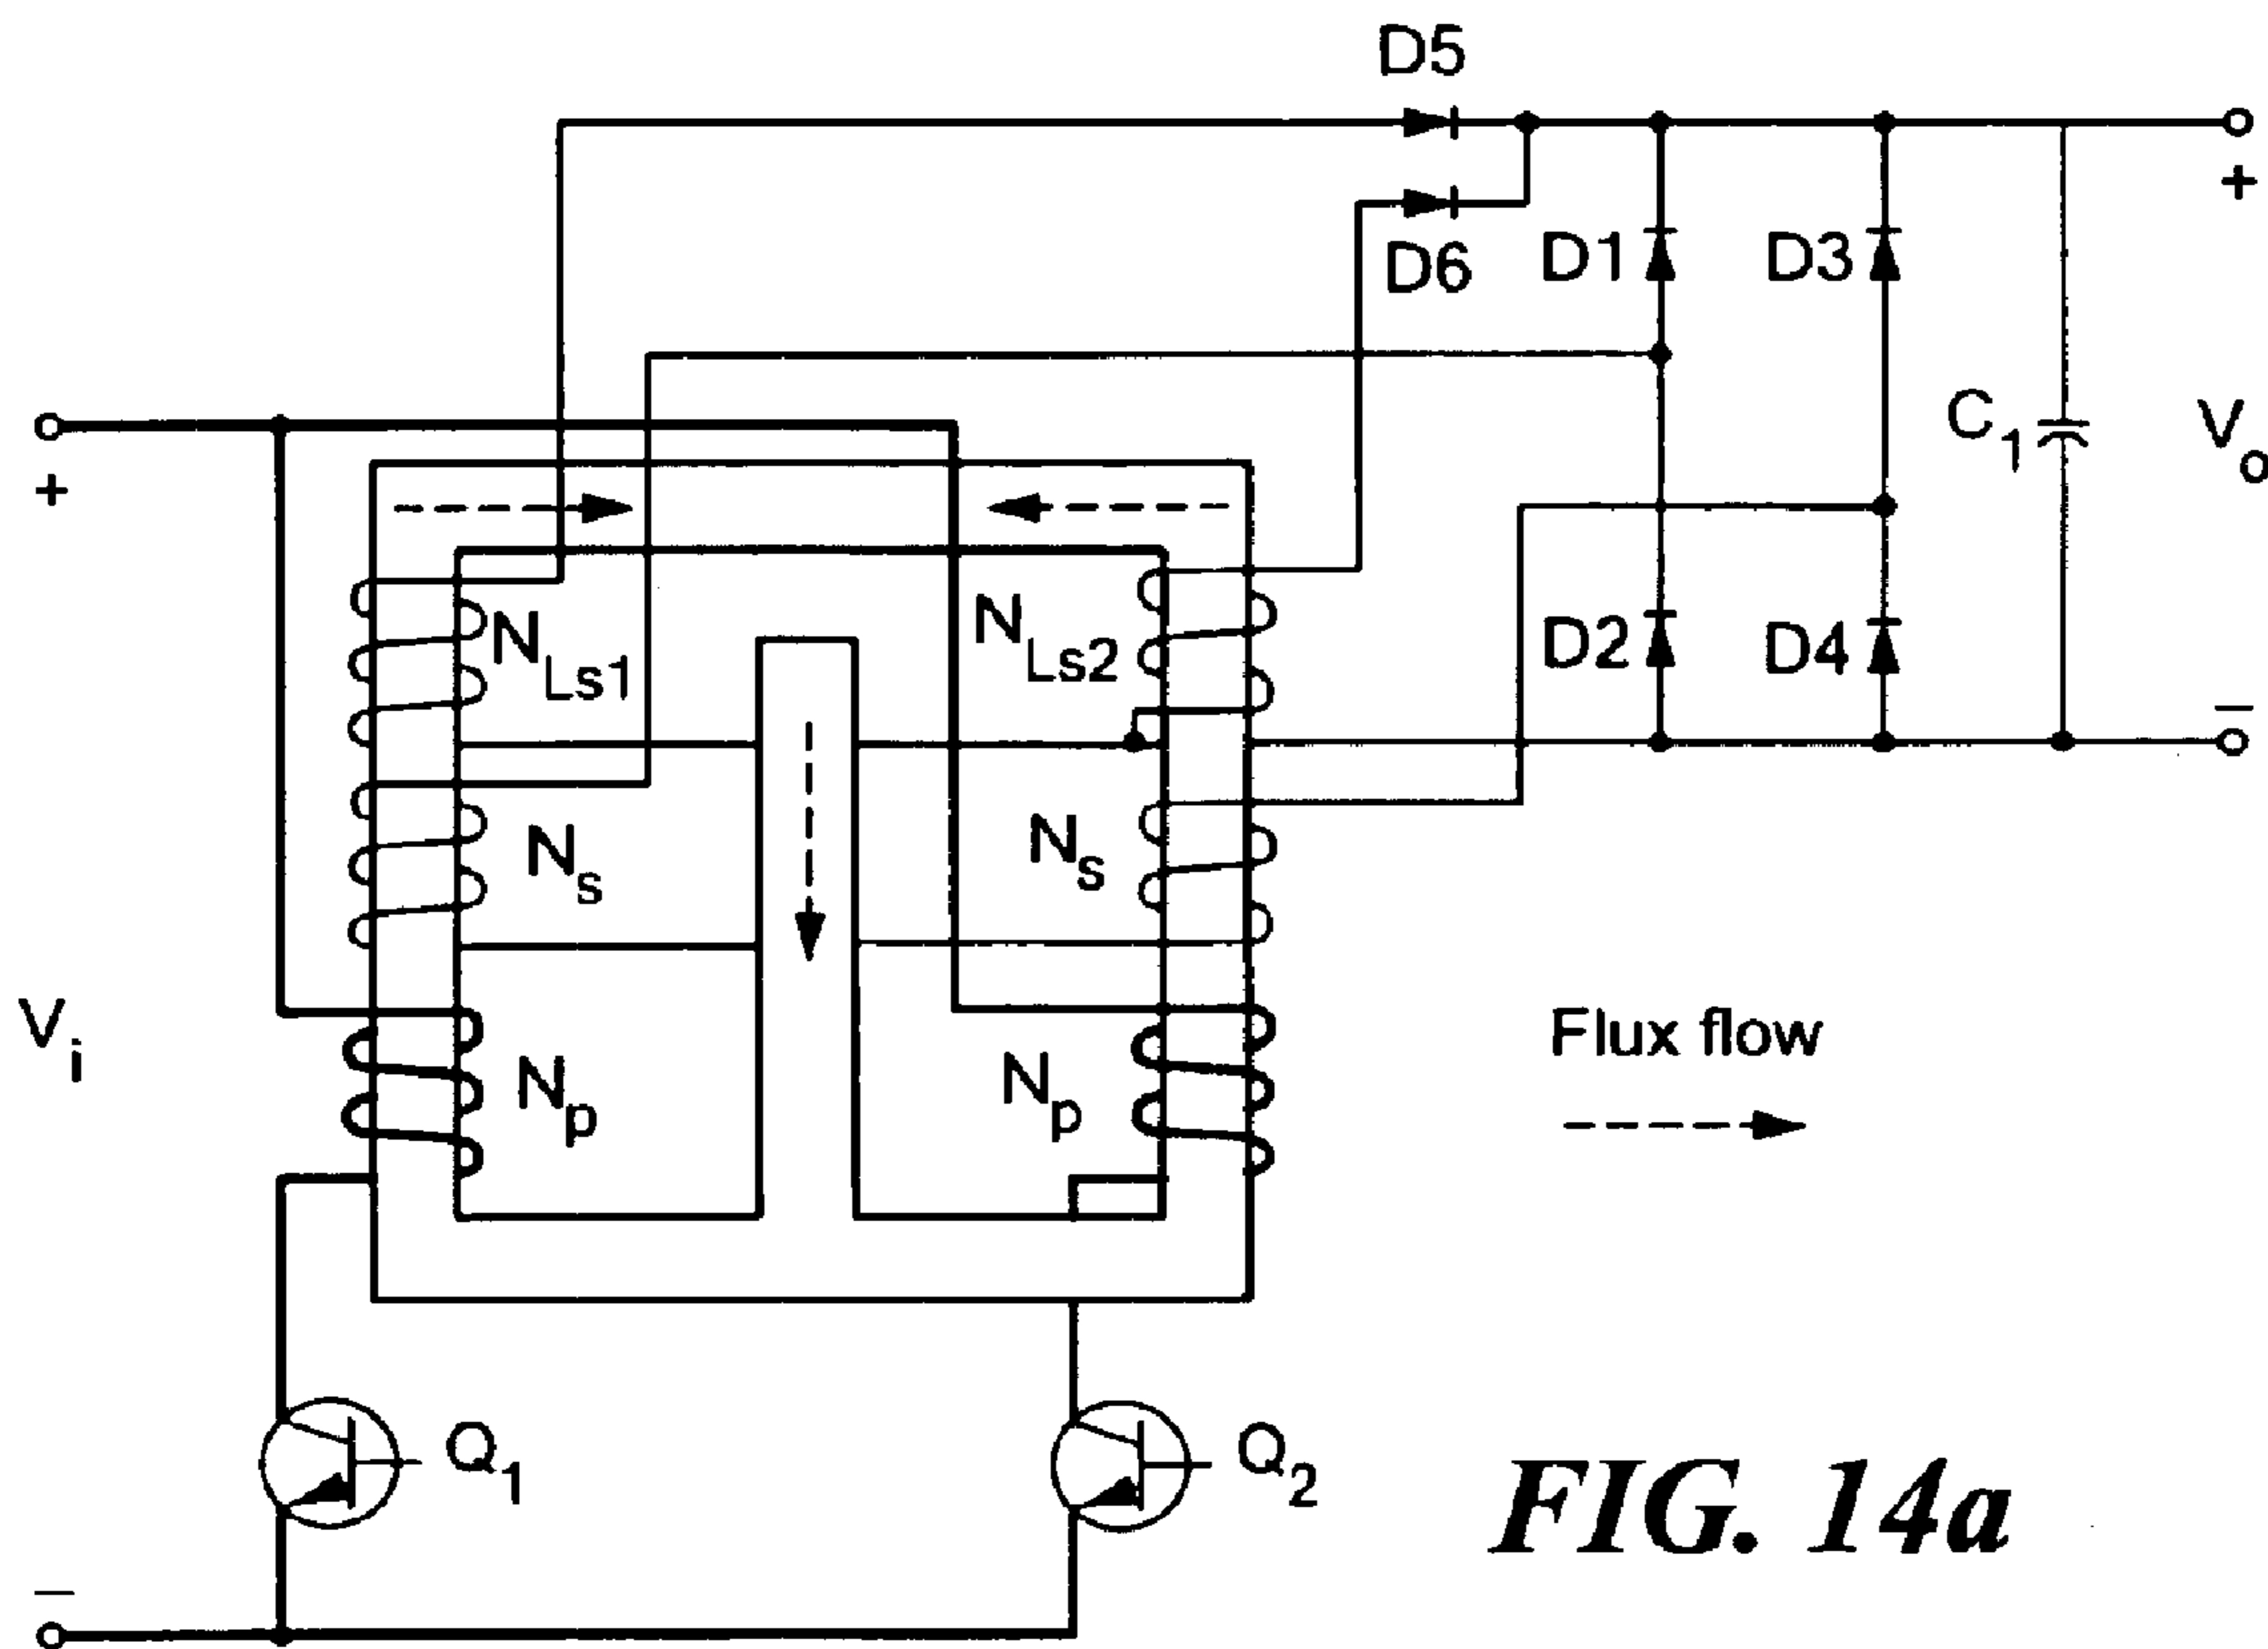 D5
+
D6
D1
D3
+
C1
Vo
NLs1
NLs2
D2
D4
−
Ns
Ns
Vi
Np
Np
Flux flow
Q1
Q2
FIG. 14a
−